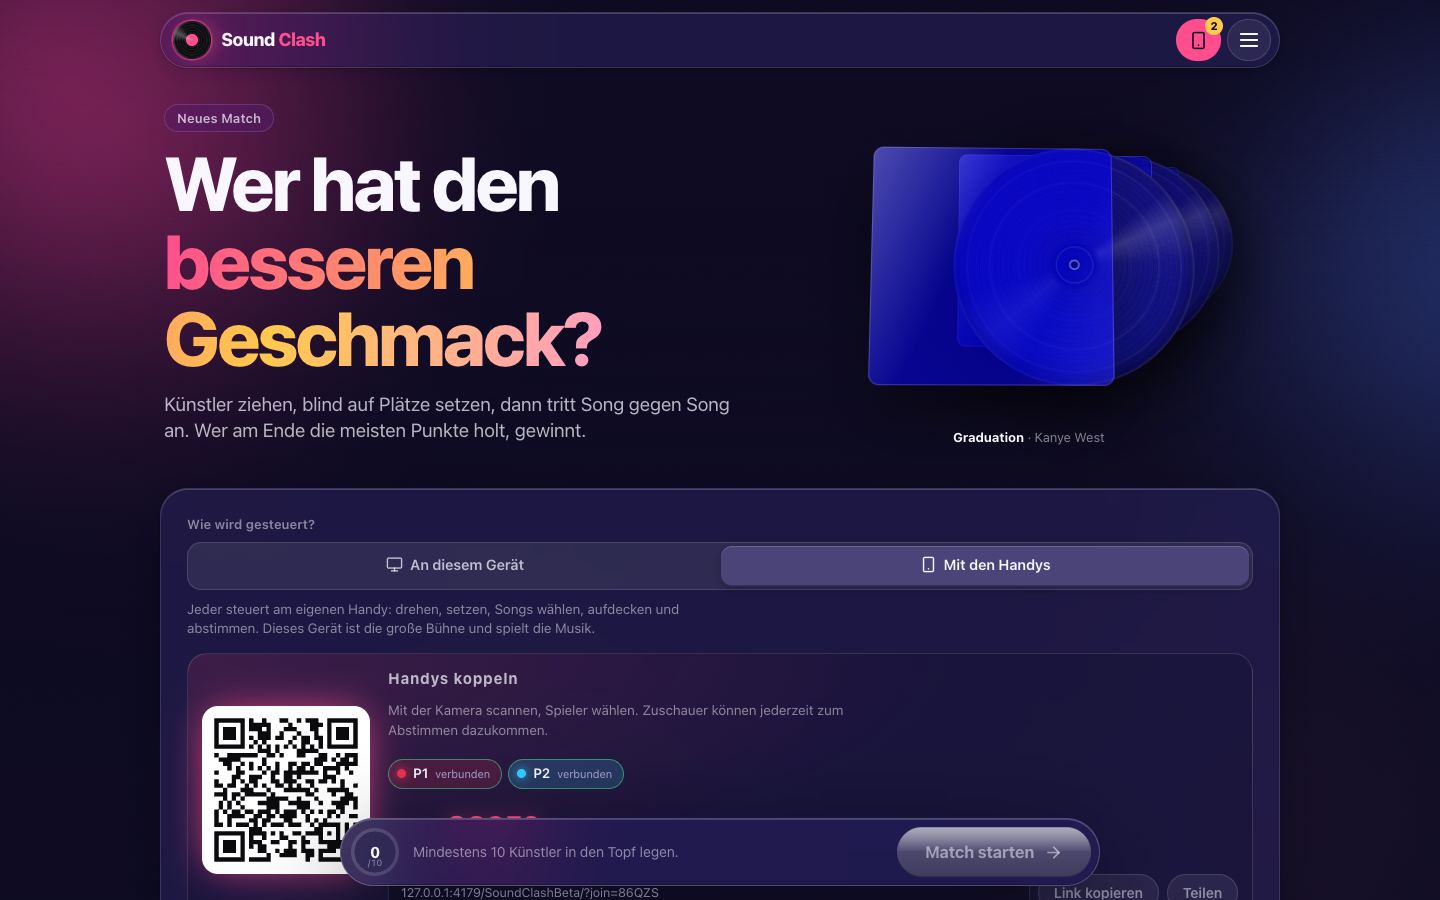 Sound Clash
2
Neues Match
Wer hat den
besseren
Geschmack?
Künstler ziehen, blind auf Plätze setzen, dann tritt Song gegen Song
an. Wer am Ende die meisten Punkte holt, gewinnt.
Graduation · Kanye West
Wie wird gesteuert?
An diesem Gerät
Mit den Handys
Jeder steuert am eigenen Handy: drehen, setzen, Songs wählen, aufdecken und
abstimmen. Dieses Gerät ist die große Bühne und spielt die Musik.
Handys koppeln
Mit der Kamera scannen, Spieler wählen. Zuschauer können jederzeit zum
Abstimmen dazukommen.
P1 verbunden
P2 verbunden
0
/10
Mindestens 10 Künstler in den Topf legen.
Match starten
127.0.0.1:4179/SoundClashBeta/?join=86QZS
Link kopieren
Teilen